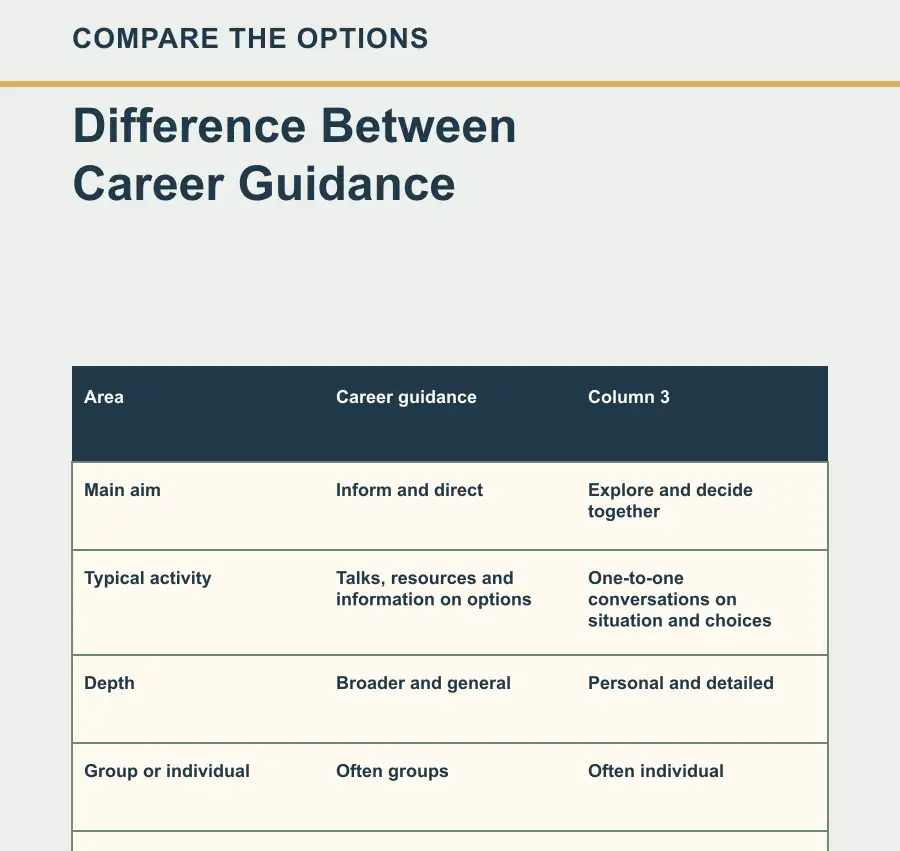 COMPARE THE OPTIONS
Difference Between
Career Guidance
Area Career guidance Column 3
Main aim Inform and direct Explore and decide
together
Typical activity Talks, resources and One-to-one
information on options conversations on
situation and choices
Depth Broader and general Personal and detailed
Group or individual Often groups Often individual